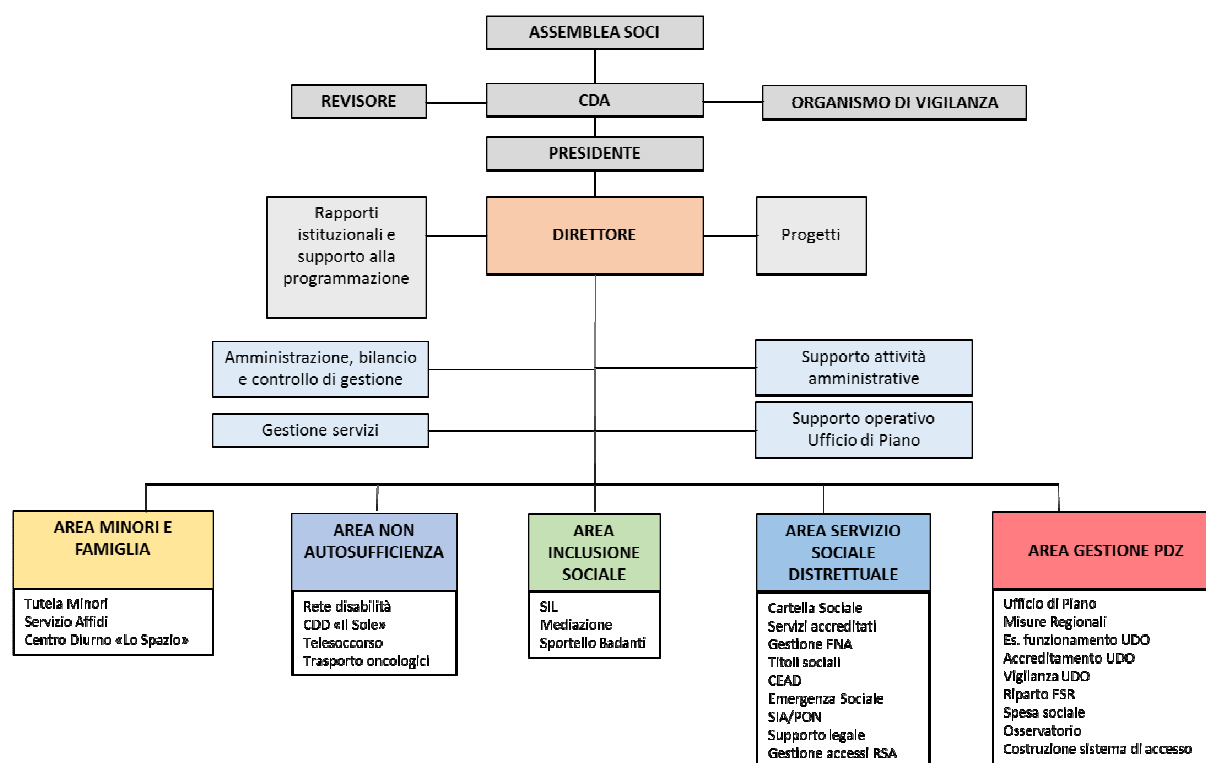 ASSEMBLEA SOCI
REVISORE
CDA
ORGANISMO DI VIGILANZA
PRESIDENTE
Rapporti
istituzionali e
supporto alla
programmazione
DIRETTORE
Progetti
Amministrazione, bilancio
e controllo di gestione
Supporto attività
amministrative
Gestione servizi
Supporto operativo
Ufficio di Piano
AREA MINORI E
FAMIGLIA
Tutela Minori
Servizio Affidi
Centro Diurno «Lo Spazio»
AREA NON
AUTOSUFFICIENZA
Rete disabilità
CDD «Il Sole»
Telesoccorso
Trasporto oncologici
AREA
INCLUSIONE
SOCIALE
SIL
Mediazione
Sportello Badanti
AREA SERVIZIO
SOCIALE
DISTRETTUALE
Cartella Sociale
Servizi accreditati
Gestione FNA
Titoli sociali
CEAD
Emergenza Sociale
SIA/PON
Supporto legale
Gestione accessi RSA
AREA GESTIONE PDZ
Ufficio di Piano
Misure Regionali
Es. funzionamento UDO
Accreditamento UDO
Vigilanza UDO
Riparto FSR
Spesa sociale
Osservatorio
Costruzione sistema di accesso